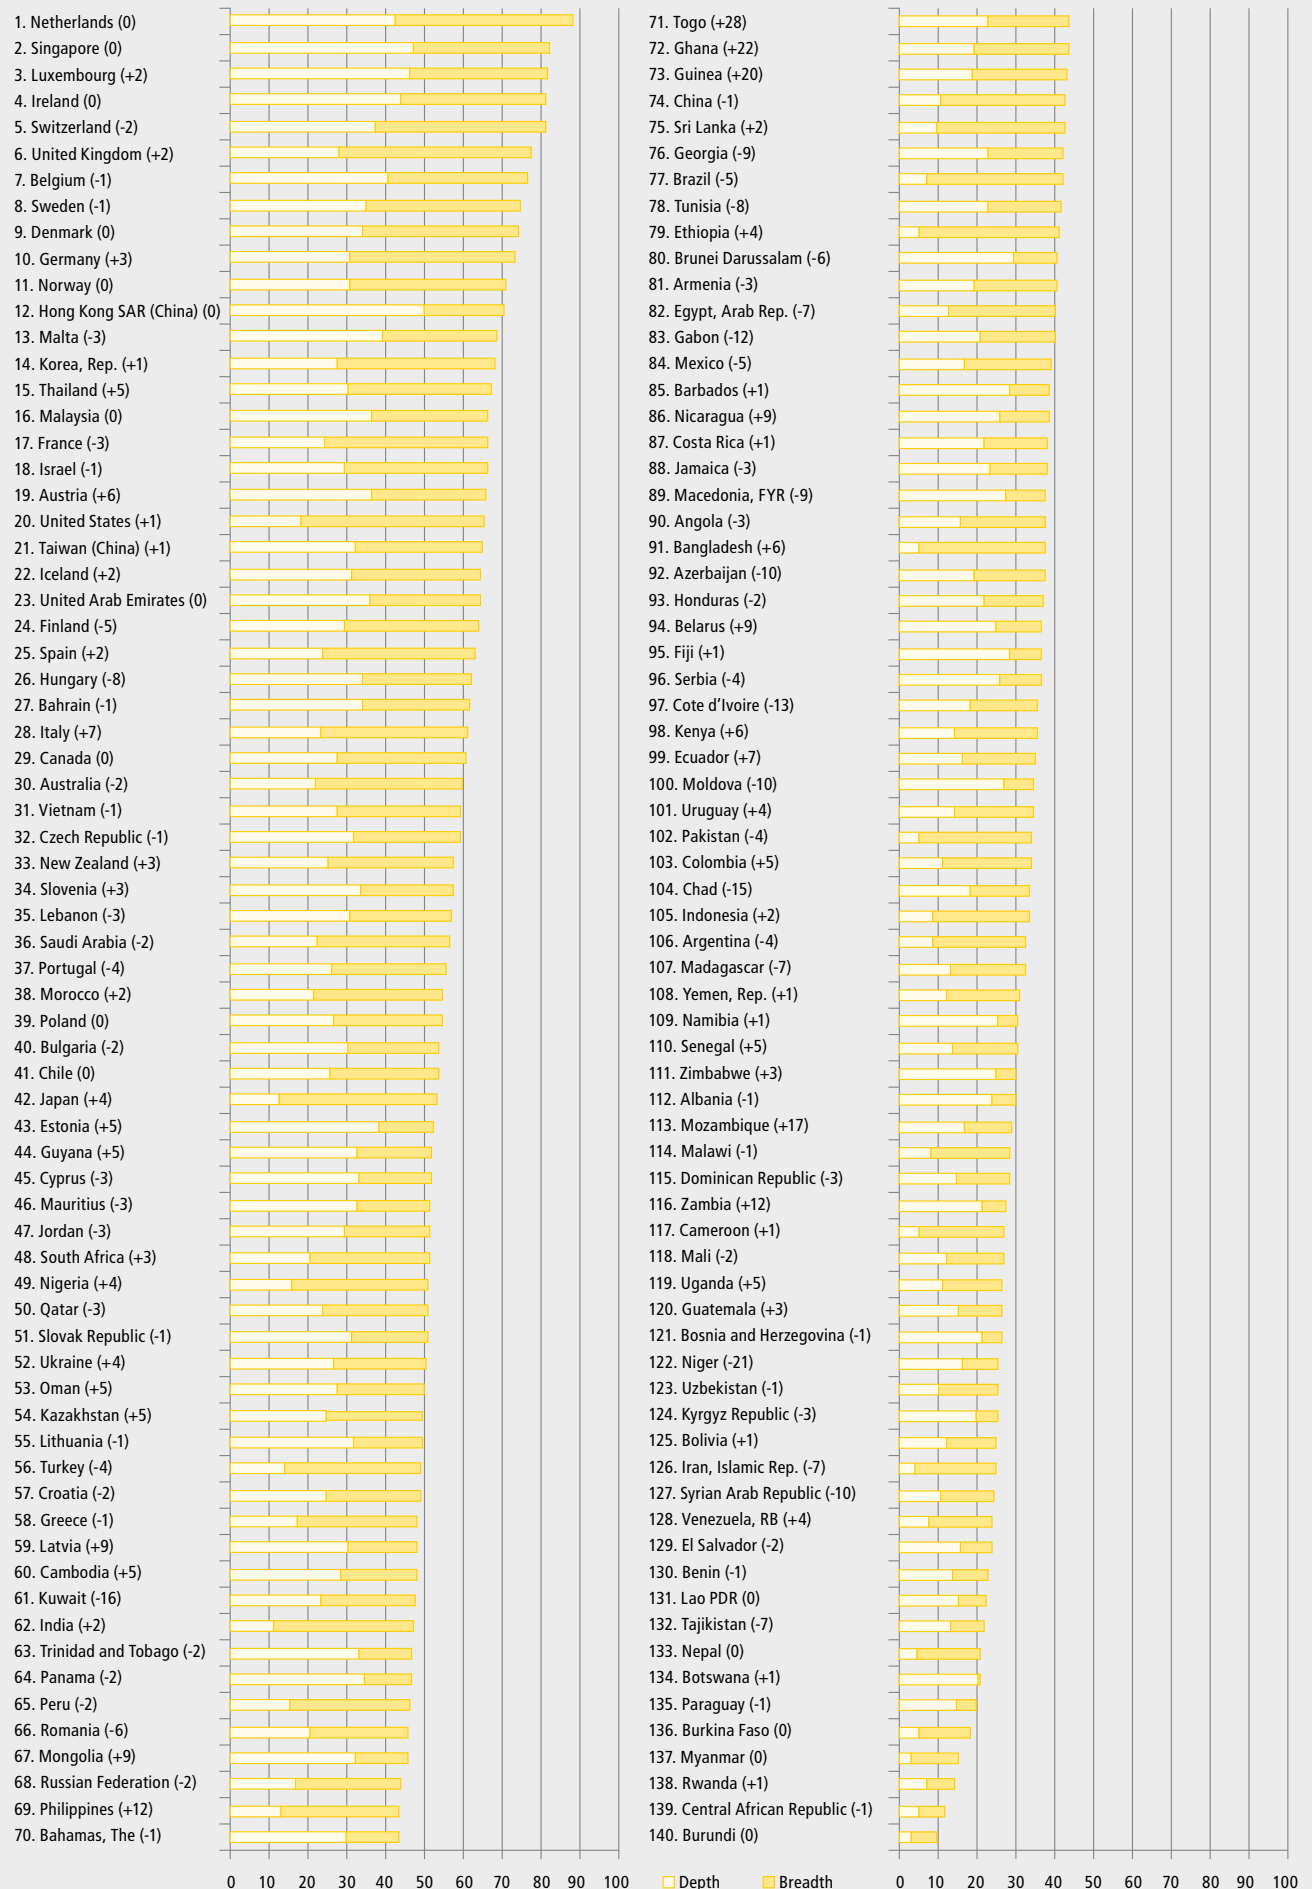 1. Netherlands (0)
2. Singapore (0)
3. Luxembourg (+2)
4. Ireland (0)
5. Switzerland (-2)
6. United Kingdom (+2)
7. Belgium (-1)
8. Sweden (-1)
9. Denmark (0)
10. Germany (+3)
11. Norway (0)
12. Hong Kong SAR (China) (0)
13. Malta (-3)
14. Korea, Rep. (+1)
15. Thailand (+5)
16. Malaysia (0)
17. France (-3)
18. Israel (-1)
19. Austria (+6)
20. United States (+1)
21. Taiwan (China) (+1)
22. Iceland (+2)
23. United Arab Emirates (0)
24. Finland (-5)
25. Spain (+2)
26. Hungary (-8)
27. Bahrain (-1)
28. Italy (+7)
29. Canada (0)
30. Australia (-2)
31. Vietnam (-1)
32. Czech Republic (-1)
33. New Zealand (+3)
34. Slovenia (+3)
35. Lebanon (-3)
36. Saudi Arabia (-2)
37. Portugal (-4)
38. Morocco (+2)
39. Poland (0)
40. Bulgaria (-2)
41. Chile (0)
42. Japan (+4)
43. Estonia (+5)
44. Guyana (+5)
45. Cyprus (-3)
46. Mauritius (-3)
47. Jordan (-3)
48. South Africa (+3)
49. Nigeria (+4)
50. Qatar (-3)
51. Slovak Republic (-1)
52. Ukraine (+4)
53. Oman (+5)
54. Kazakhstan (+5)
55. Lithuania (-1)
56. Turkey (-4)
57. Croatia (-2)
58. Greece (-1)
59. Latvia (+9)
60. Cambodia (+5)
61. Kuwait (-16)
62. India (+2)
63. Trinidad and Tobago (-2)
64. Panama (-2)
65. Peru (-2)
66. Romania (-6)
67. Mongolia (+9)
68. Russian Federation (-2)
69. Philippines (+12)
70. Bahamas, The (-1)
0 10 20 30 40 50 60 70 80 90 100
71. Togo (+28)
72. Ghana (+22)
73. Guinea (+20)
74. China (-1)
75. Sri Lanka (+2)
76. Georgia (-9)
77. Brazil (-5)
78. Tunisia (-8)
79. Ethiopia (+4)
80. Brunei Darussalam (-6)
81. Armenia (-3)
82. Egypt, Arab Rep. (-7)
83. Gabon (-12)
84. Mexico (-5)
85. Barbados (+1)
86. Nicaragua (+9)
87. Costa Rica (+1)
88. Jamaica (-3)
89. Macedonia, FYR (-9)
90. Angola (-3)
91. Bangladesh (+6)
92. Azerbaijan (-10)
93. Honduras (-2)
94. Belarus (+9)
95. Fiji (+1)
96. Serbia (-4)
97. Cote d’Ivoire (-13)
98. Kenya (+6)
99. Ecuador (+7)
100. Moldova (-10)
101. Uruguay (+4)
102. Pakistan (-4)
103. Colombia (+5)
104. Chad (-15)
105. Indonesia (+2)
106. Argentina (-4)
107. Madagascar (-7)
108. Yemen, Rep. (+1)
109. Namibia (+1)
110. Senegal (+5)
111. Zimbabwe (+3)
112. Albania (-1)
113. Mozambique (+17)
114. Malawi (-1)
115. Dominican Republic (-3)
116. Zambia (+12)
117. Cameroon (+1)
118. Mali (-2)
119. Uganda (+5)
120. Guatemala (+3)
121. Bosnia and Herzegovina (-1)
122. Niger (-21)
123. Uzbekistan (-1)
124. Kyrgyz Republic (-3)
125. Bolivia (+1)
126. Iran, Islamic Rep. (-7)
127. Syrian Arab Republic (-10)
128. Venezuela, RB (+4)
129. El Salvador (-2)
130. Benin (-1)
131. Lao PDR (0)
132. Tajikistan (-7)
133. Nepal (0)
134. Botswana (+1)
135. Paraguay (-1)
136. Burkina Faso (0)
137. Myanmar (0)
138. Rwanda (+1)
139. Central African Republic (-1)
140. Burundi (0)
Depth Breadth
0 10 20 30 40 50 60 70 80 90 100